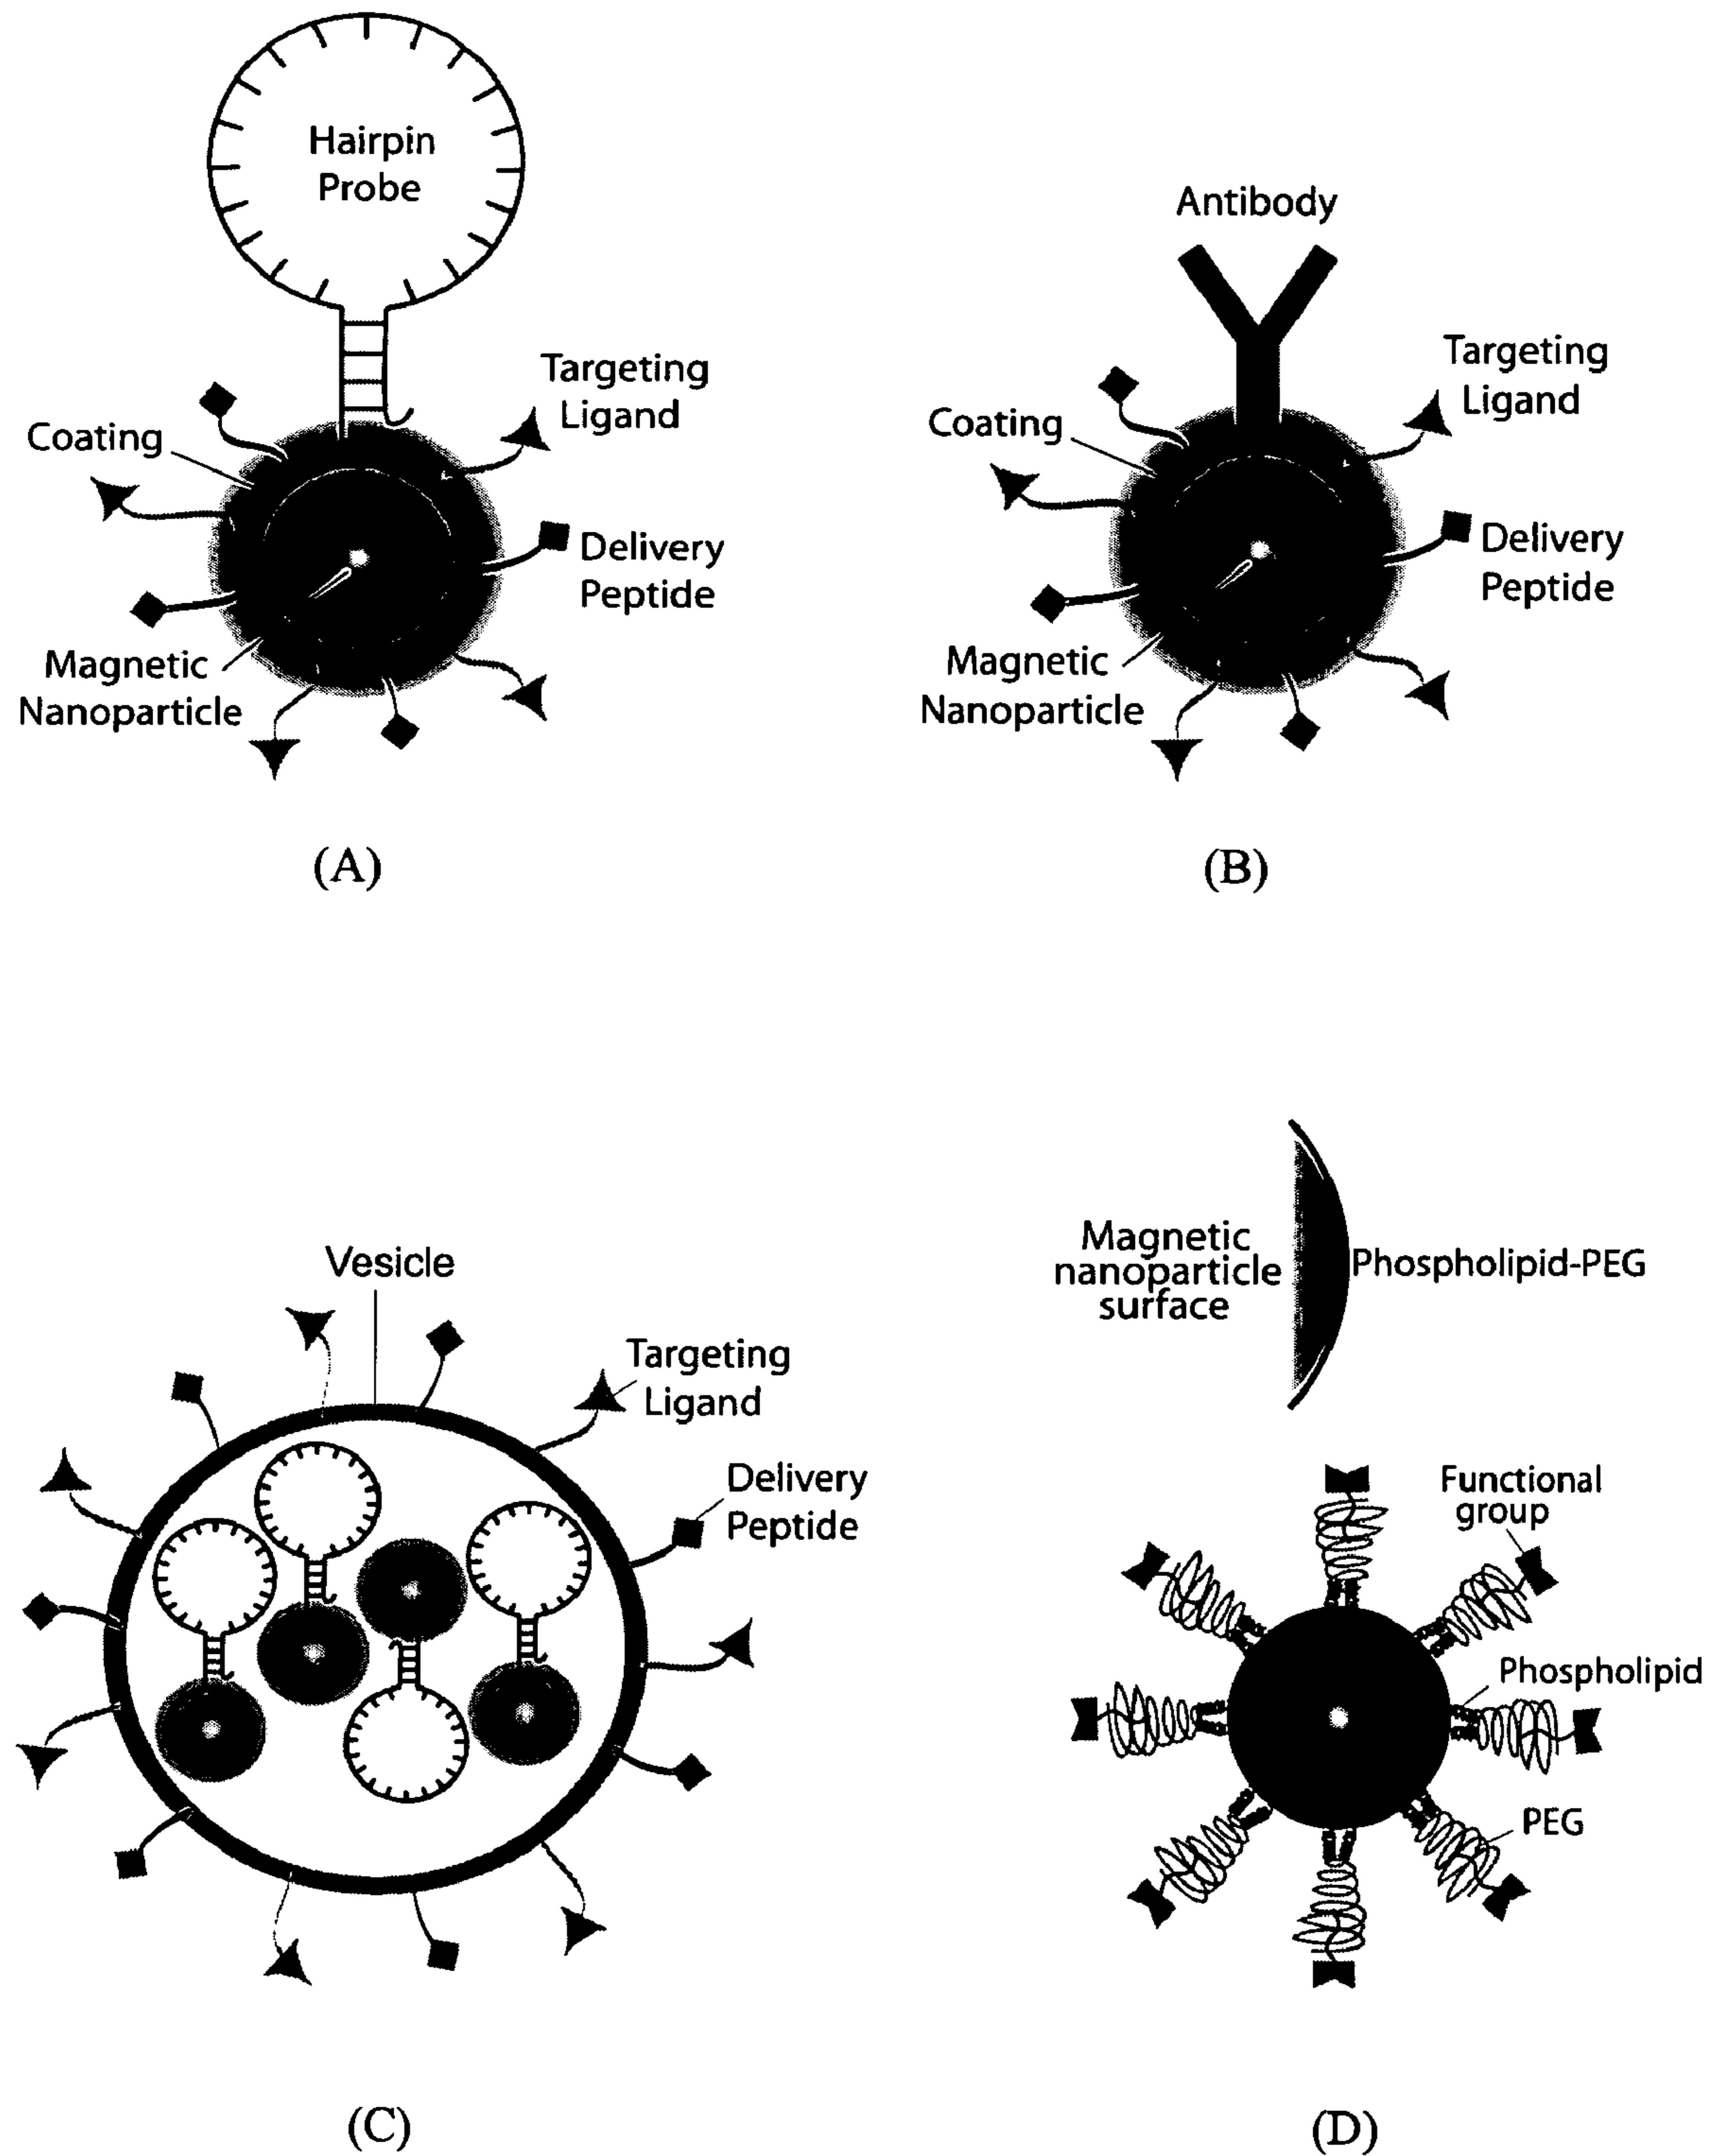 Hairpin
Probe
Targeting
Ligand
Coating
Delivery
Peptide
Magnetic
Nanoparticle
(A)
Antibody
Targeting
Ligand
Coating
Delivery
Peptide
Magnetic
Nanoparticle
(B)
Vesicle
Targeting
Ligand
Delivery
Peptide
(C)
Magnetic
nanoparticle
surface
Phospholipid-PEG
Functional
group
Phospholipid
PEG
(D)